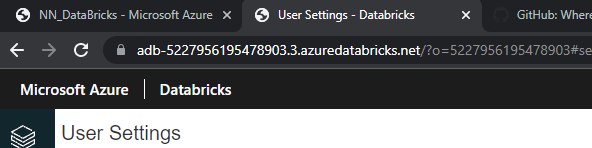 NN_DataBricks - Microsoft Azure
User Settings - Databricks
GitHub: Where
adb-5227956195478903.3.azuredatabricks.net/?o=5227956195478903#se
Microsoft Azure
Databricks
User Settings